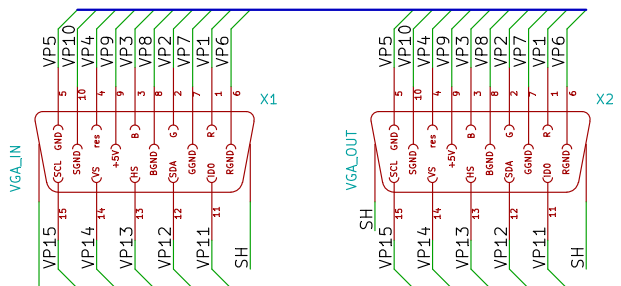 VP5 VP10 VP4 VP9 VP3 VP8 VP2 VP7 VP1 VP6
5 10 4 9 3 8 2 7 1 6
X1
GND res B G R
SGND +5V BGND GGND RGND
SCL VS HS SDA ID0
VGA_IN
15 14 13 12 11
VP15 VP14 VP13 VP12 VP11 SH
VP5 VP10 VP4 VP9 VP3 VP8 VP2 VP7 VP1 VP6
5 10 4 9 3 8 2 7 1 6
X2
GND res B G R
SGND +5V BGND GGND RGND
SCL VS HS SDA ID0
VGA_OUT
SH
15 14 13 12 11
VP15 VP14 VP13 VP12 VP11 SH